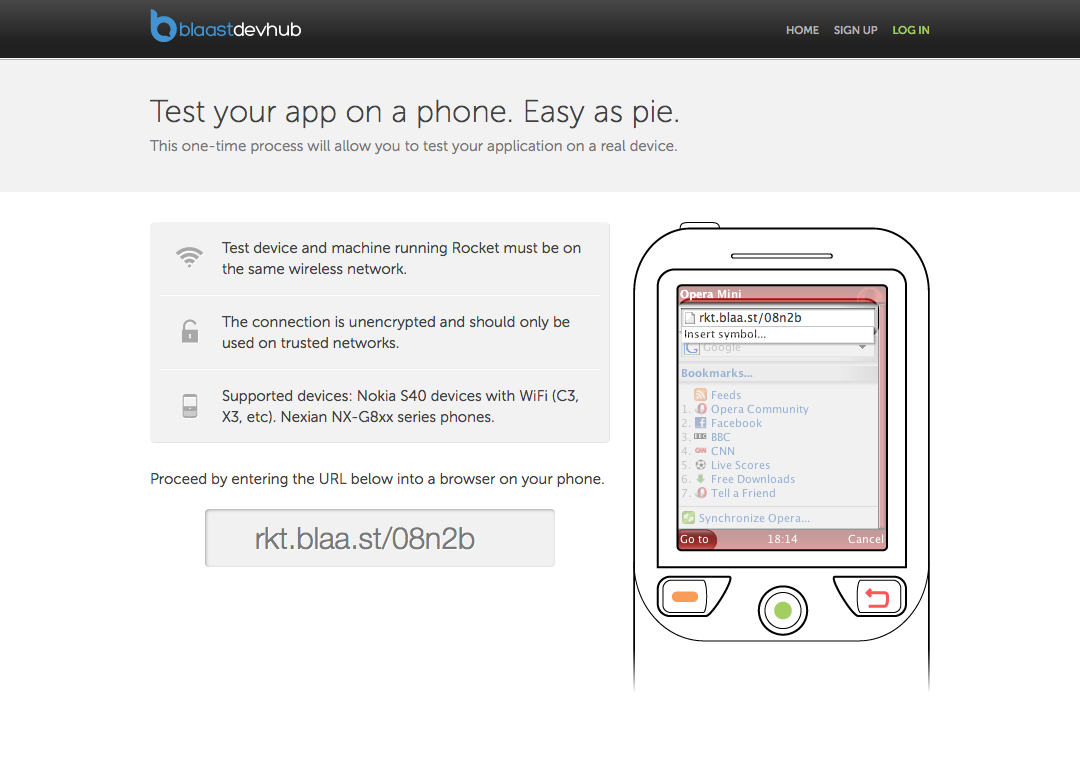 blaastdevhub
HOME SIGN UP LOG IN
Test your app on a phone. Easy as pie.
This one-time process will allow you to test your application on a real device.
Test device and machine running Rocket must be on
the same wireless network.
The connection is unencrypted and should only be
used on trusted networks.
Supported devices: Nokia S40 devices with WiFi (C3,
X3, etc). Nexian NX-G8xx series phones.
Proceed by entering the URL below into a browser on your phone.
rkt.blaa.st/08n2b
Opera Mini
rkt.blaa.st/08n2b
Insert symbol...
Google
Bookmarks...
Feeds
1. Opera Community
2. Facebook
3. BBC BBC
4. CNN CNN
5. Live Scores
6. Free Downloads
7. Tell a Friend
Synchronize Opera...
Go to 18:14 Cancel